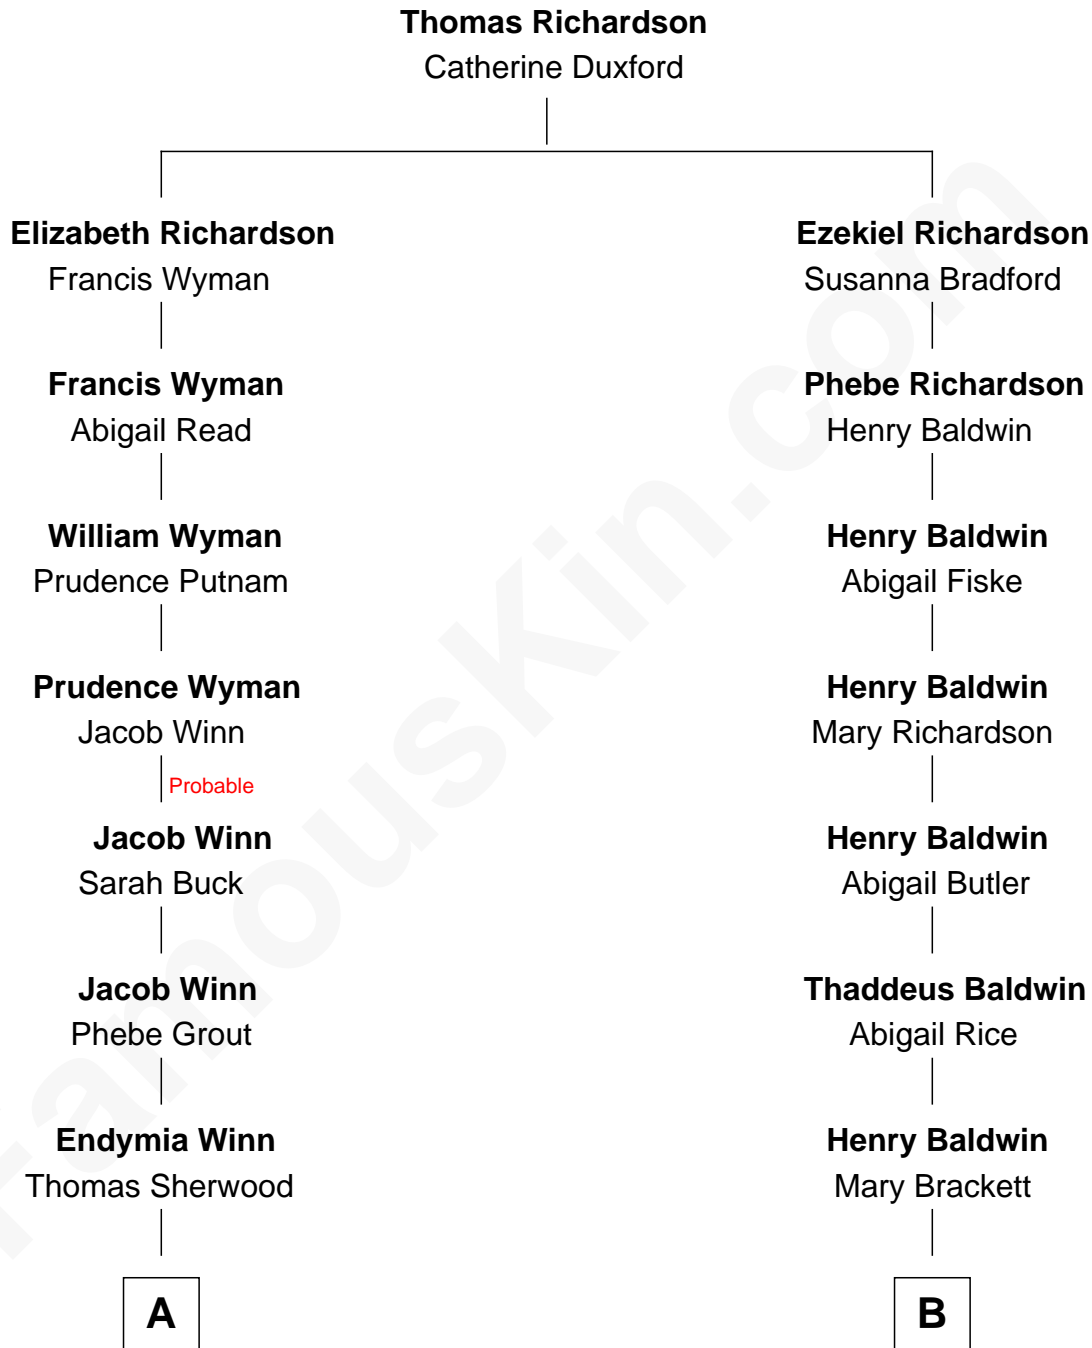 Thomas Richardson
Catherine Duxford
Elizabeth Richardson
Francis Wyman
Francis Wyman
Abigail Read
William Wyman
Prudence Putnam
Prudence Wyman
Jacob Winn
Probable
Jacob Winn
Sarah Buck
Jacob Winn
Phebe Grout
Endymia Winn
Thomas Sherwood
A
Ezekiel Richardson
Susanna Bradford
Phebe Richardson
Henry Baldwin
Henry Baldwin
Abigail Fiske
Henry Baldwin
Mary Richardson
Henry Baldwin
Abigail Butler
Thaddeus Baldwin
Abigail Rice
Henry Baldwin
Mary Brackett
B
FamousKin.com